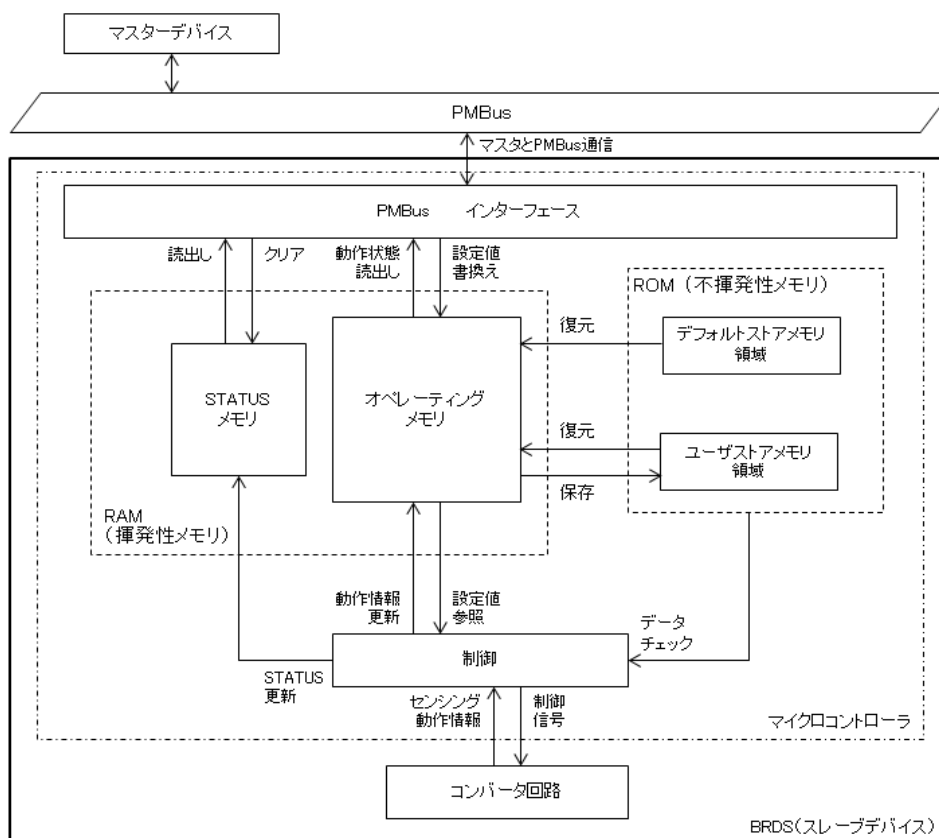 マスターデバイス
PMBus
マスタとPMBus通信
PMBus インターフェース
読出し
クリア
動作状態
読出し
設定値
書換え
ROM（不揮発性メモリ）
復元
デフォルトストアメモリ
領域
STATUS
メモリ
オペレーティング
メモリ
復元
ユーザストアメモリ
領域
保存
RAM
（揮発性メモリ）
動作情報
更新
設定値
参照
データ
チェック
制御
STATUS
更新
センシング
動作情報
制御
信号
マイクロコントローラ
コンバータ回路
BRDS(スレーブデバイス)